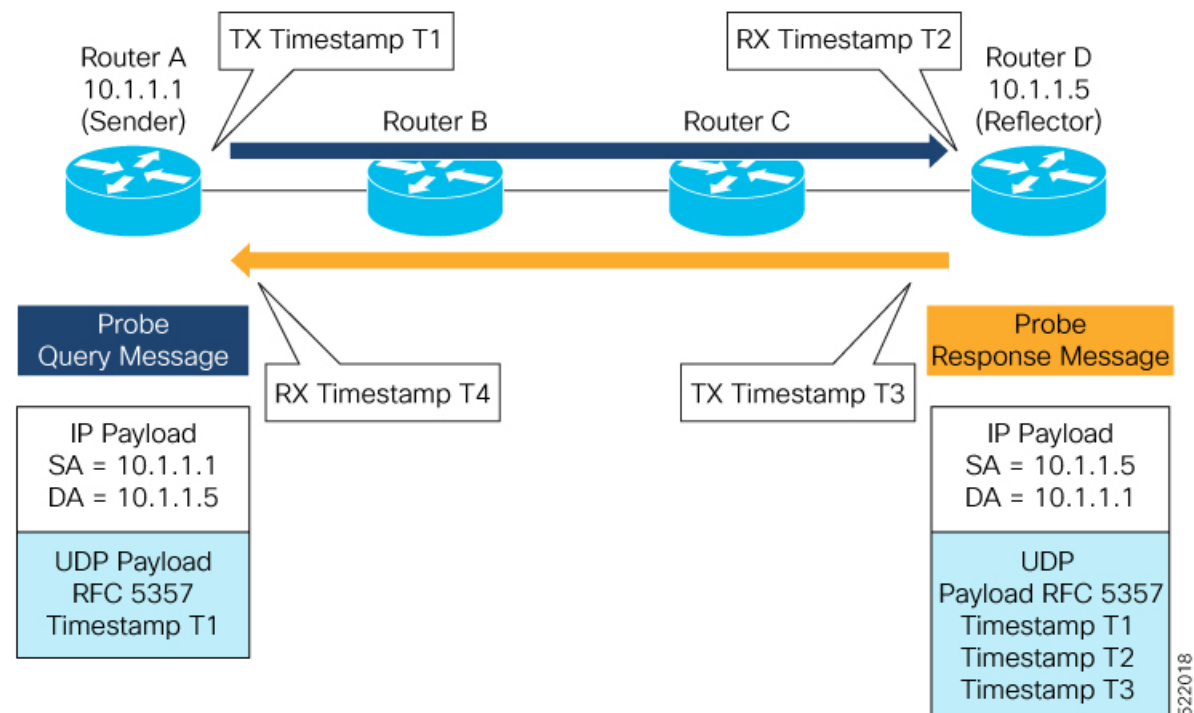 TX Timestamp T1
RX Timestamp T2
Router A
10.1.1.1
(Sender)
Router B
Router C
Router D
10.1.1.5
(Reflector)
Probe
Query Message
RX Timestamp T4
TX Timestamp T3
Probe
Response Message
IP Payload
SA = 10.1.1.1
DA = 10.1.1.5
UDP Payload
RFC 5357
Timestamp T1
IP Payload
SA = 10.1.1.5
DA = 10.1.1.1
UDP
Payload RFC 5357
Timestamp T1
Timestamp T2
Timestamp T3
522018